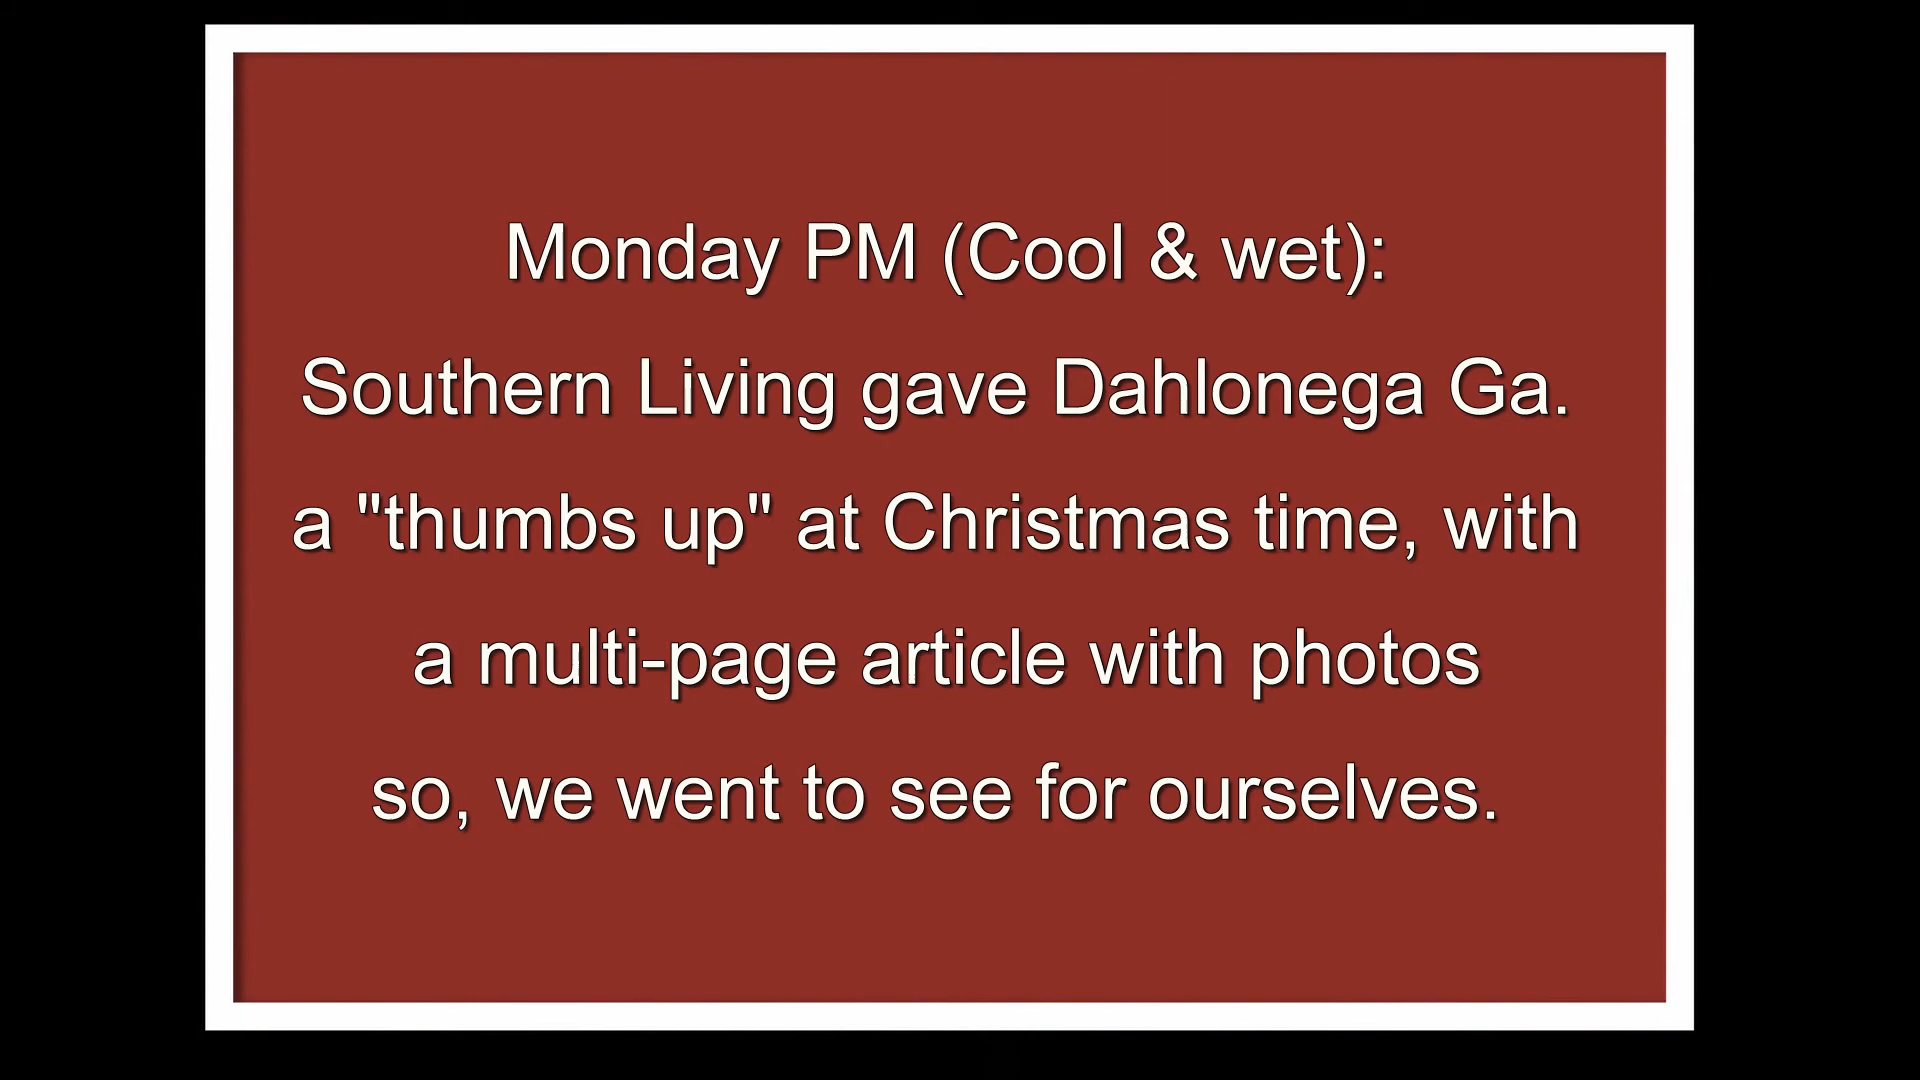 Monday PM (Cool & wet):
Southern Living gave Dahlonega Ga.
a "thumbs up" at Christmas time, with
a multi-page article with photos
so, we went to see for ourselves.